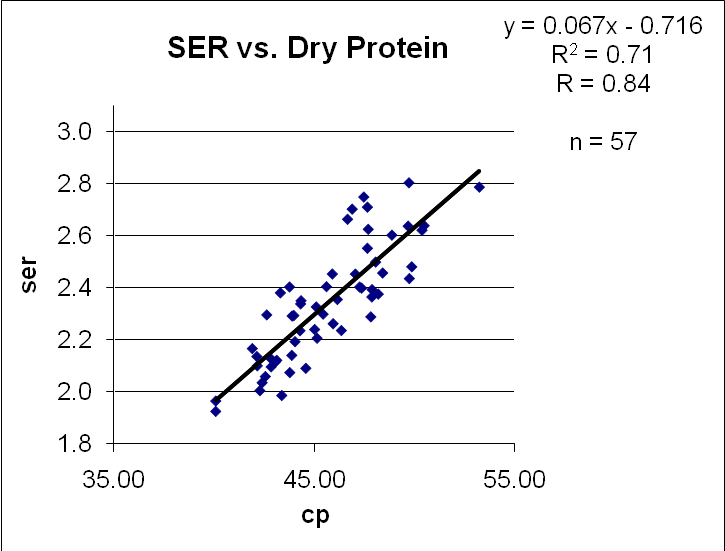 SER vs. Dry Protein
y = 0.067x - 0.716
R² = 0.71
R = 0.84
n = 57
3.0
2.8
2.6
2.4
2.2
2.0
1.8
ser
35.00 45.00 55.00
cp